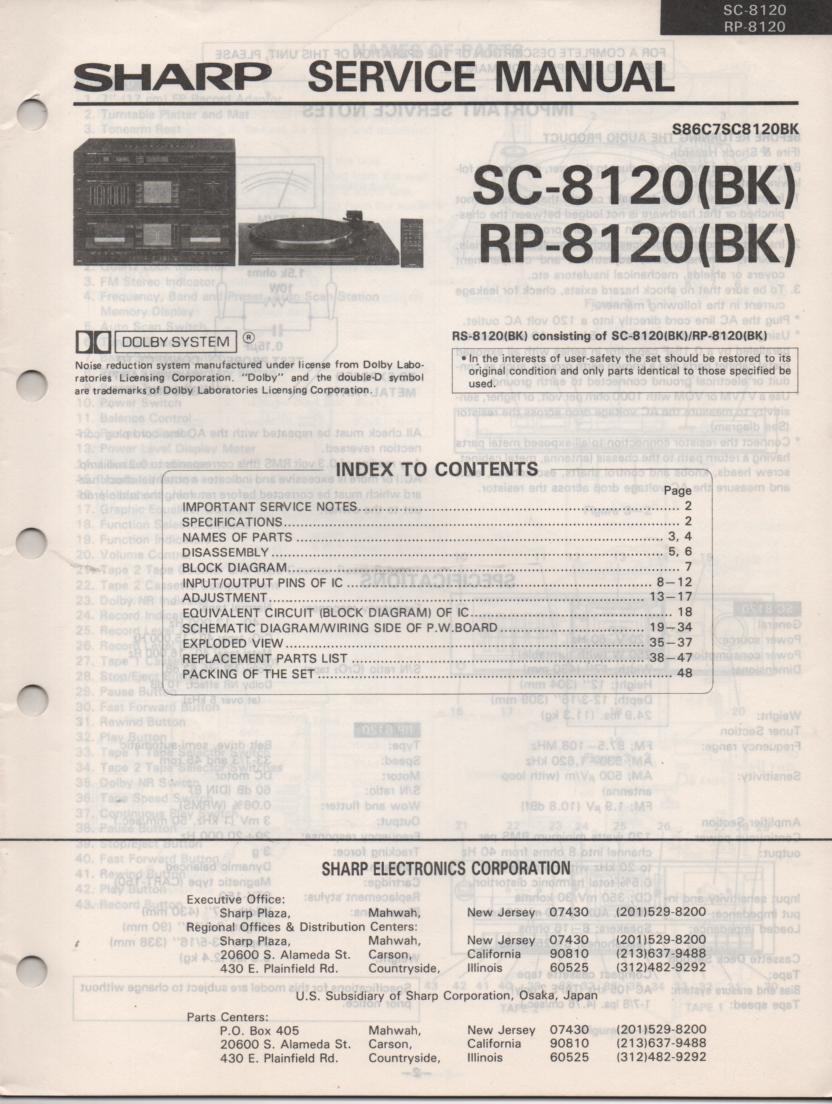 SC-8120
RP-8120
SHARP SERVICE MANUAL
S86C7SC8120BK
SC-8120(BK)
RP-8120(BK)
DOLBY SYSTEM ®
Noise reduction system manufactured under license from Dolby Labo-
ratories Licensing Corporation. "Dolby" and the double-D symbol
are trademarks of Dolby Laboratories Licensing Corporation.
RS-8120(BK) consisting of SC-8120(BK)/RP-8120(BK)
• In the interests of user-safety the set should be restored to its
original condition and only parts identical to those specified be
used.
INDEX TO CONTENTS
Page
IMPORTANT SERVICE NOTES 2
SPECIFICATIONS 2
NAMES OF PARTS 3, 4
DISASSEMBLY 5, 6
BLOCK DIAGRAM 7
INPUT/OUTPUT PINS OF IC 8–12
ADJUSTMENT 13–17
EQUIVALENT CIRCUIT (BLOCK DIAGRAM) OF IC 18
SCHEMATIC DIAGRAM/WIRING SIDE OF P.W.BOARD 19–34
EXPLODED VIEW 35–37
REPLACEMENT PARTS LIST 38–47
PACKING OF THE SET 48
SHARP ELECTRONICS CORPORATION
Executive Office:
Sharp Plaza, Mahwah, New Jersey 07430 (201)529-8200
Regional Offices & Distribution Centers:
Sharp Plaza, Mahwah, New Jersey 07430 (201)529-8200
20600 S. Alameda St. Carson, California 90810 (213)637-9488
430 E. Plainfield Rd. Countryside, Illinois 60525 (312)482-9292
U.S. Subsidiary of Sharp Corporation, Osaka, Japan
Parts Centers:
P.O. Box 405 Mahwah, New Jersey 07430 (201)529-8200
20600 S. Alameda St. Carson, California 90810 (213)637-9488
430 E. Plainfield Rd. Countryside, Illinois 60525 (312)482-9292